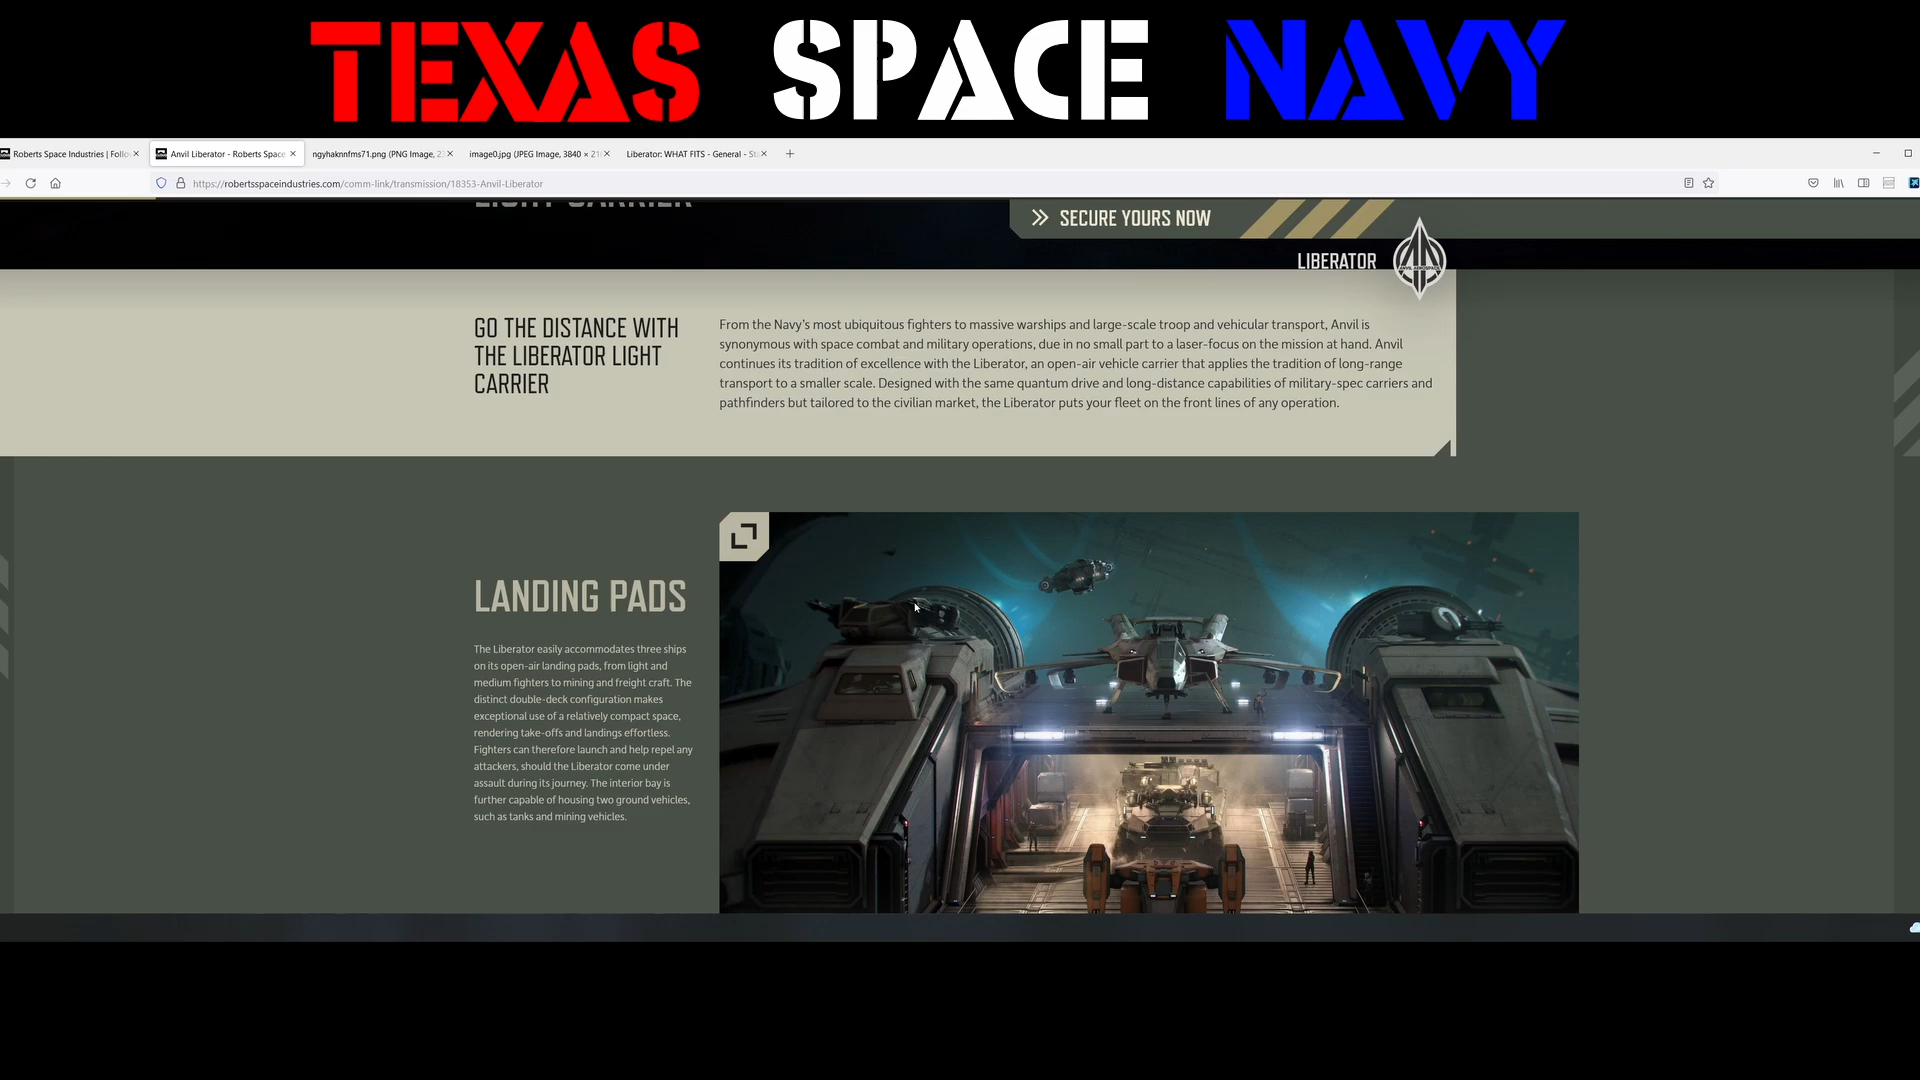 TEXAS SPACE NAVY
Roberts Space Industries | Follo
Anvil Liberator - Roberts Space
ngyhaknnfms71.png (PNG Image, 2
image0.jpg (JPEG Image, 3840 × 21
Liberator: WHAT FITS - General - S
https://robertsspaceindustries.com/comm-link/transmission/18353-Anvil-Liberator
LIGHT CARRIER
SECURE YOURS NOW
LIBERATOR
GO THE DISTANCE WITH
THE LIBERATOR LIGHT
CARRIER
From the Navy’s most ubiquitous fighters to massive warships and large-scale troop and vehicular transport, Anvil is
synonymous with space combat and military operations, due in no small part to a laser-focus on the mission at hand. Anvil
continues its tradition of excellence with the Liberator, an open-air vehicle carrier that applies the tradition of long-range
transport to a smaller scale. Designed with the same quantum drive and long-distance capabilities of military-spec carriers and
pathfinders but tailored to the civilian market, the Liberator puts your fleet on the front lines of any operation.
LANDING PADS
The Liberator easily accommodates three ships
on its open-air landing pads, from light and
medium fighters to mining and freight craft. The
distinct double-deck configuration makes
exceptional use of a relatively compact space,
rendering take-offs and landings effortless.
Fighters can therefore launch and help repel any
attackers, should the Liberator come under
assault during its journey. The interior bay is
further capable of housing two ground vehicles,
such as tanks and mining vehicles.